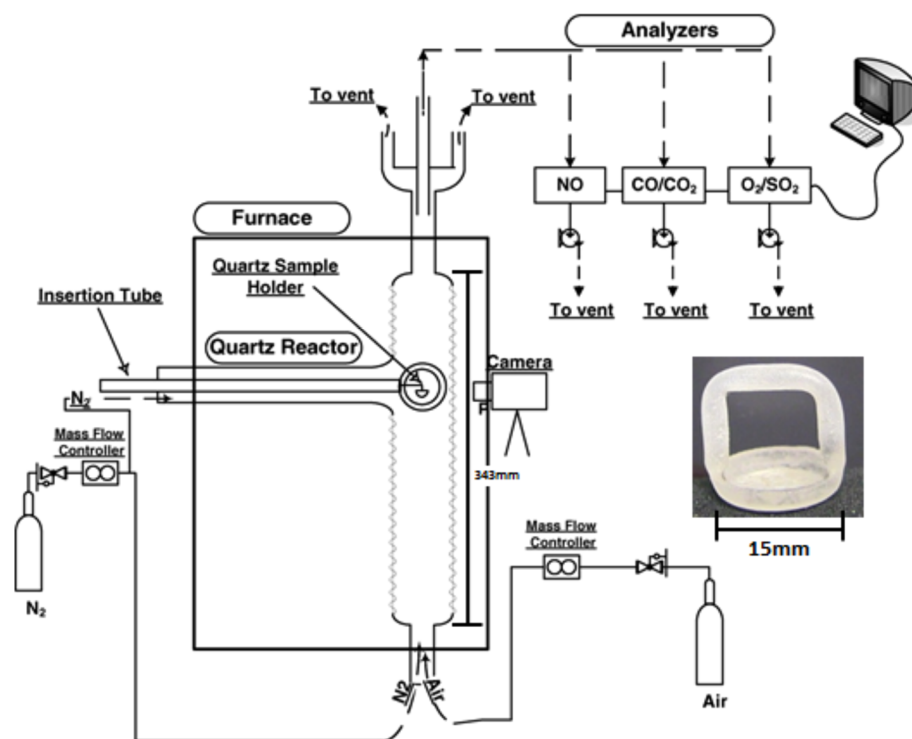 Analyzers
To vent
To vent
NO
CO/CO₂
O₂/SO₂
Furnace
Quartz Sample
Holder
Insertion Tube
To vent
To vent
To vent
Quartz Reactor
Camera
N₂
Mass Flow
Controller
343mm
Mass Flow
Controller
15mm
N₂
N2
Air
Air